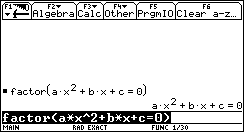 F1 F2 Algebra F3 Calc F4 Other F5 PrgmIO F6 Clear a-z…
factor(a·x²+b·x+c=0)
a·x²+b·x+c=0
factor(a*x^2+b*x+c=0)
MAIN RAD EXACT FUNC 1/30